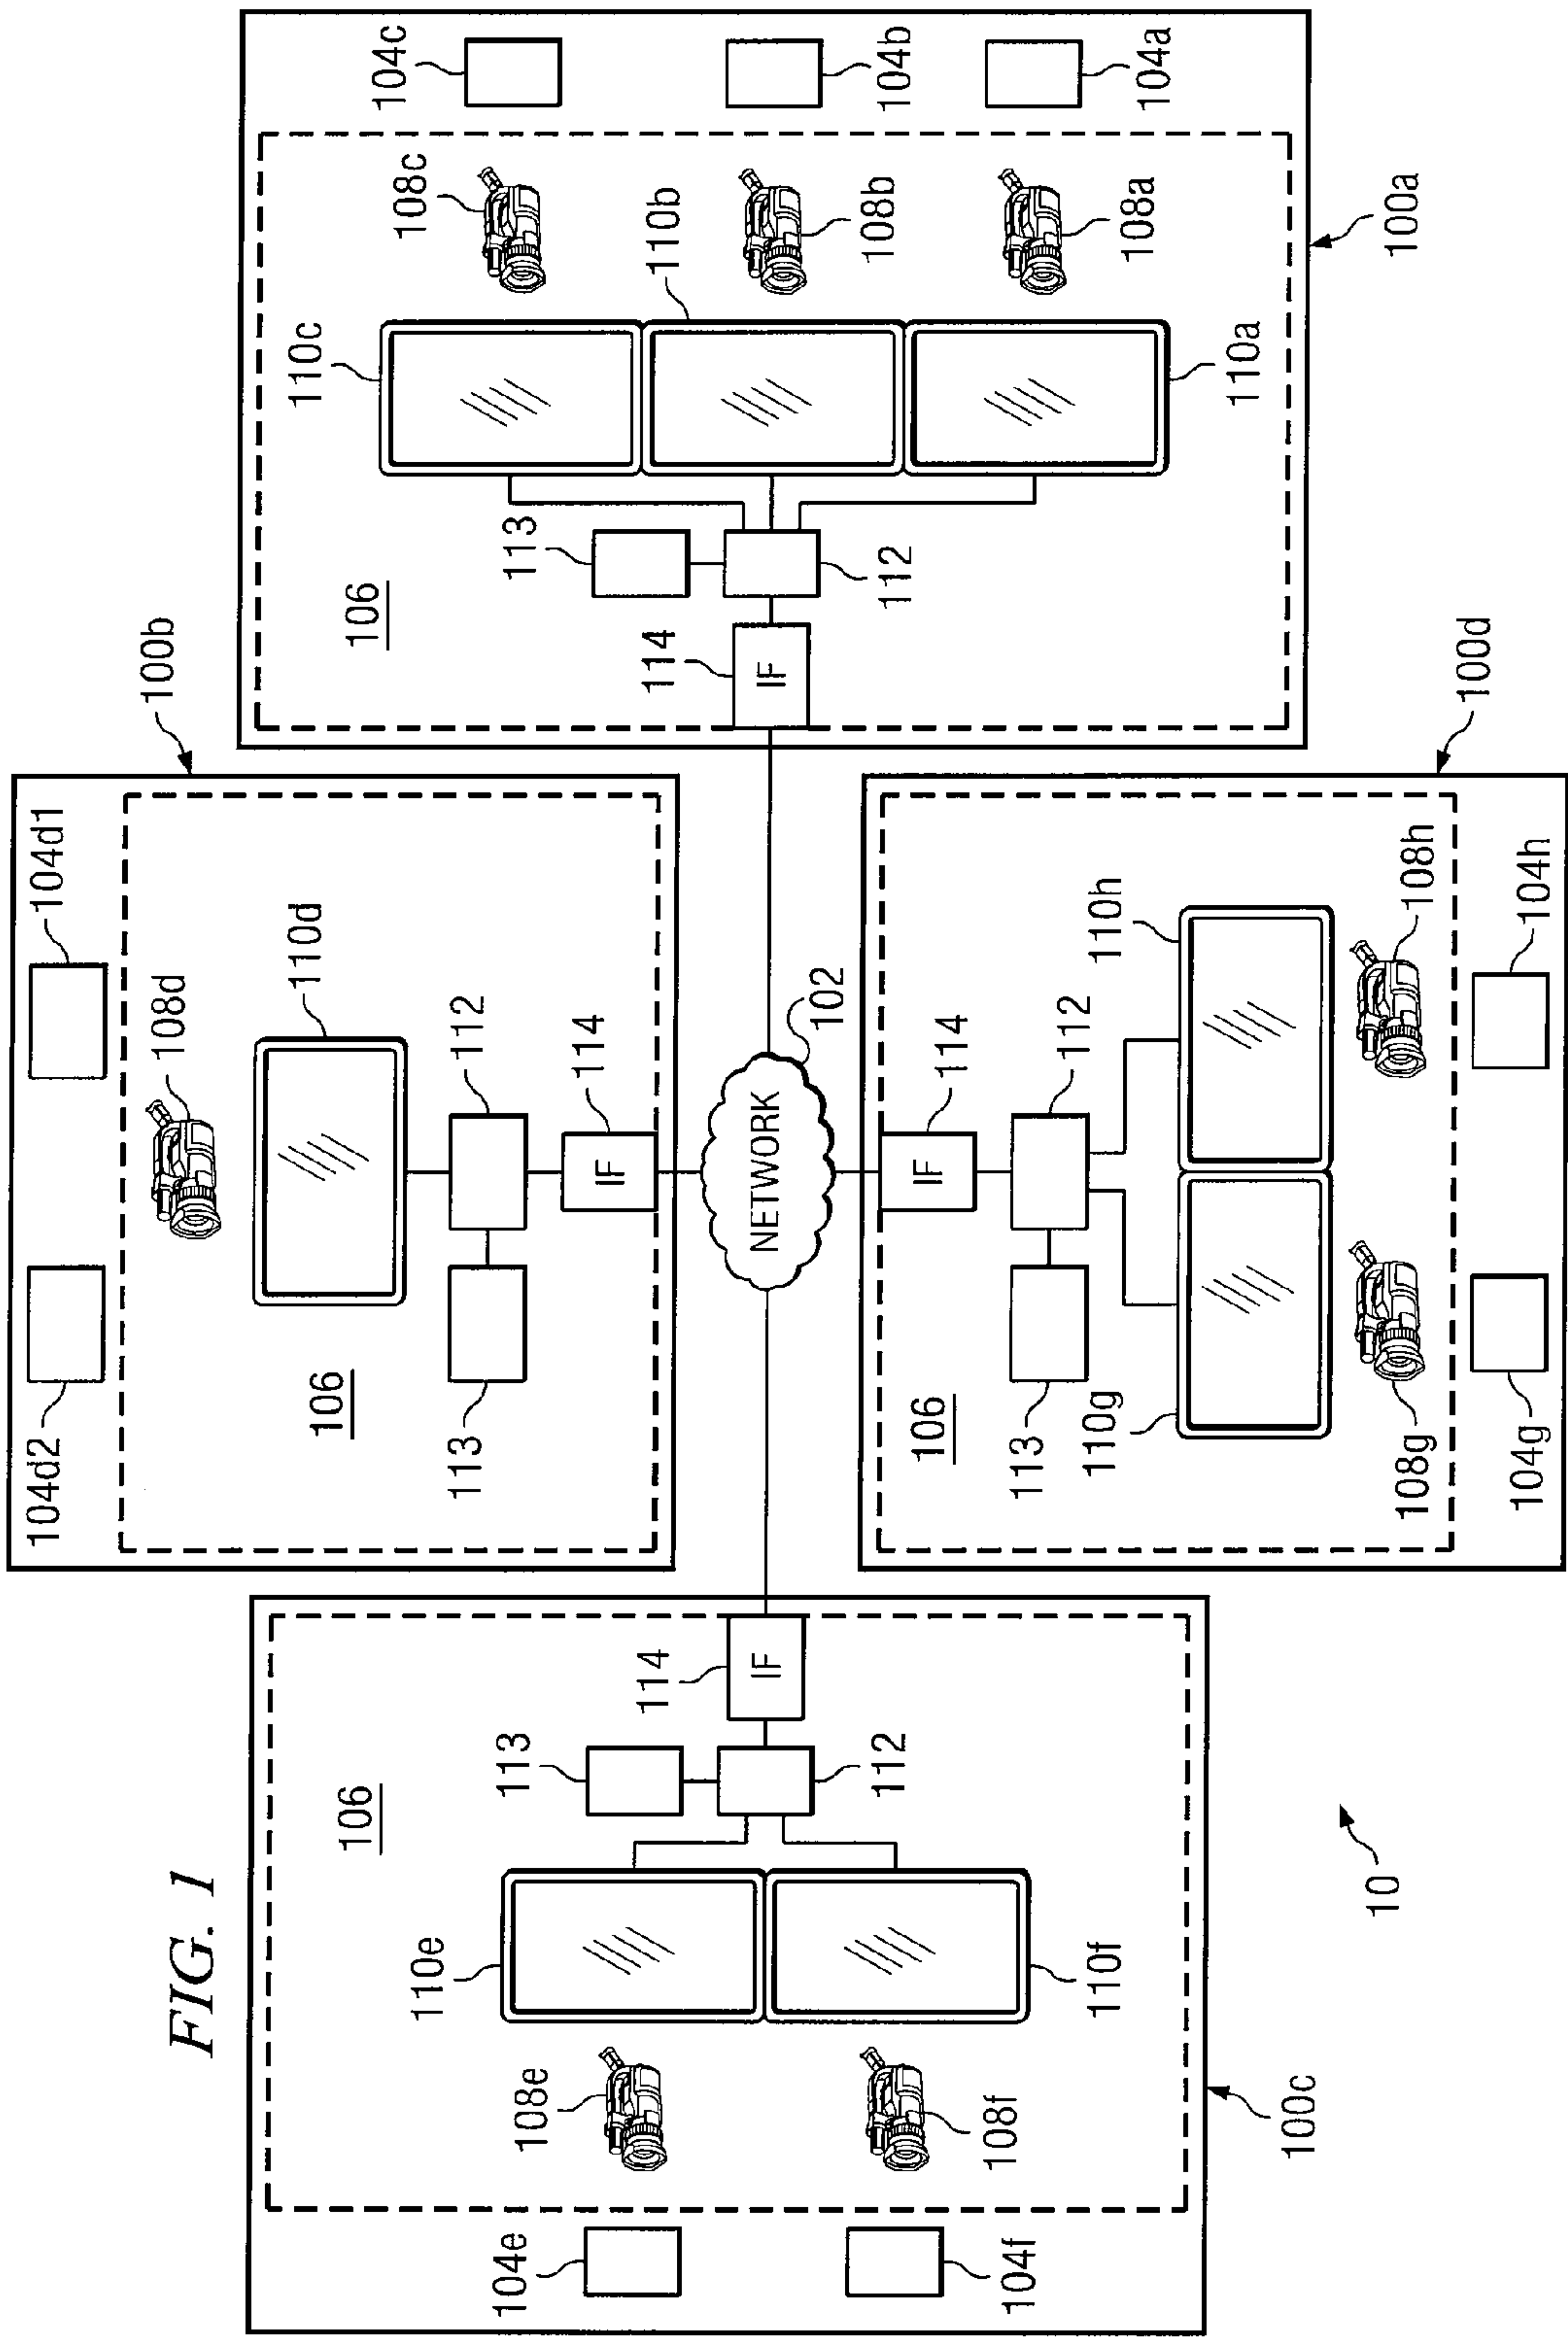 FIG. 1
104d2
104d1
100b
108d
110d
106
113
112
114
IF
104e
108e
110e
106
113
114
IF
112
104f
108f
110f
100c
10
NETWORK
102
104c
108c
110c
110b
104b
108b
113
106
114
IF
112
104a
108a
110a
100a
114
IF
112
106
113
110g
110h
108g
108h
104g
104h
100d